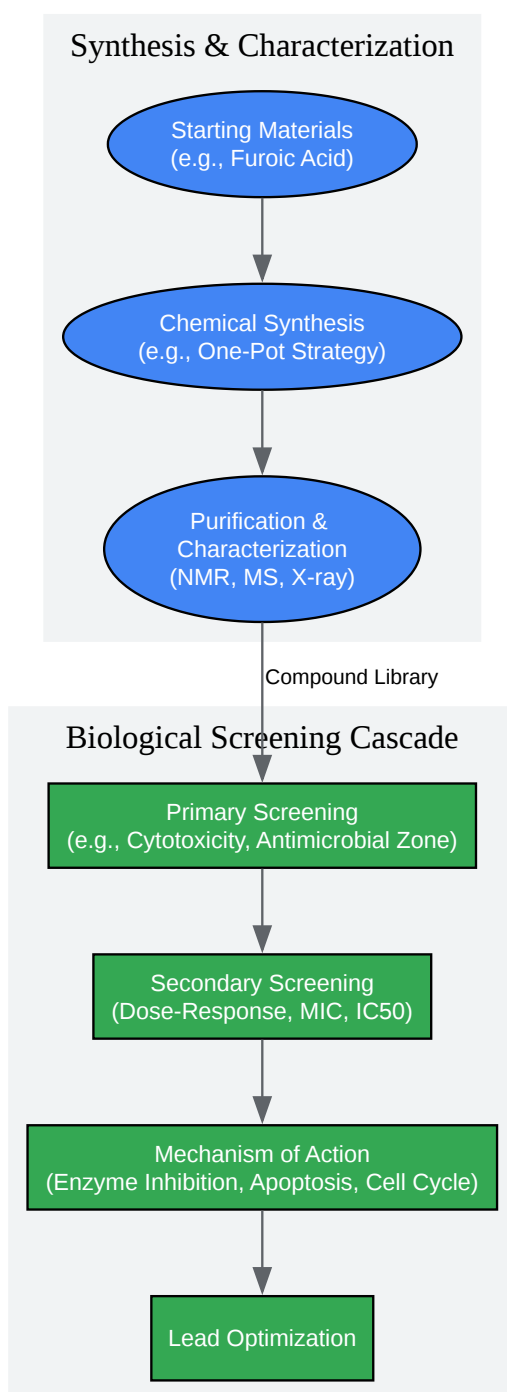 Synthesis & Characterization
Starting Materials
(e.g., Furoic Acid)
Chemical Synthesis
(e.g., One-Pot Strategy)
Purification &
Characterization
(NMR, MS, X-ray)
Compound Library
Biological Screening Cascade
Primary Screening
(e.g., Cytotoxicity, Antimicrobial Zone)
Secondary Screening
(Dose-Response, MIC, IC50)
Mechanism of Action
(Enzyme Inhibition, Apoptosis, Cell Cycle)
Lead Optimization